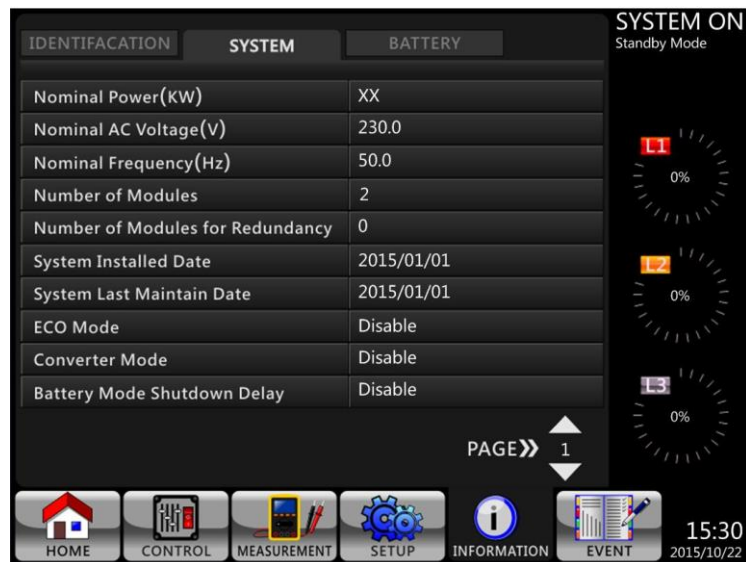 SYSTEM ON
Standby Mode
IDENTIFACATION SYSTEM BATTERY
Nominal Power(KW) XX
Nominal AC Voltage(V) 230.0
Nominal Frequency(Hz) 50.0
Number of Modules 2
Number of Modules for Redundancy 0
System Installed Date 2015/01/01
System Last Maintain Date 2015/01/01
ECO Mode Disable
Converter Mode Disable
Battery Mode Shutdown Delay Disable
PAGE» 1
L1
0%
L2
0%
L3
0%
HOME CONTROL MEASUREMENT SETUP INFORMATION EVENT
15:30
2015/10/22